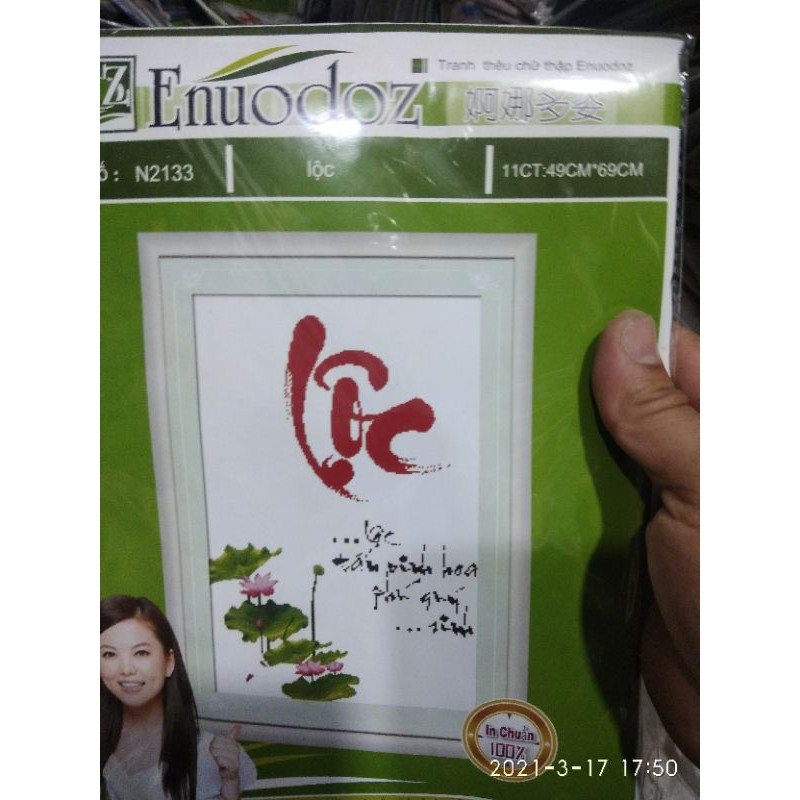 Z Enuodoz
Tranh thêu chữ thập Enuodoz
婀娜多姿
ố: N2133
lộc
11CT:49CM*69CM
lộc
...lộc
tấn vinh hoa
phú quý
...sinh
In Chuẩn
100%
2021-3-17 17:50